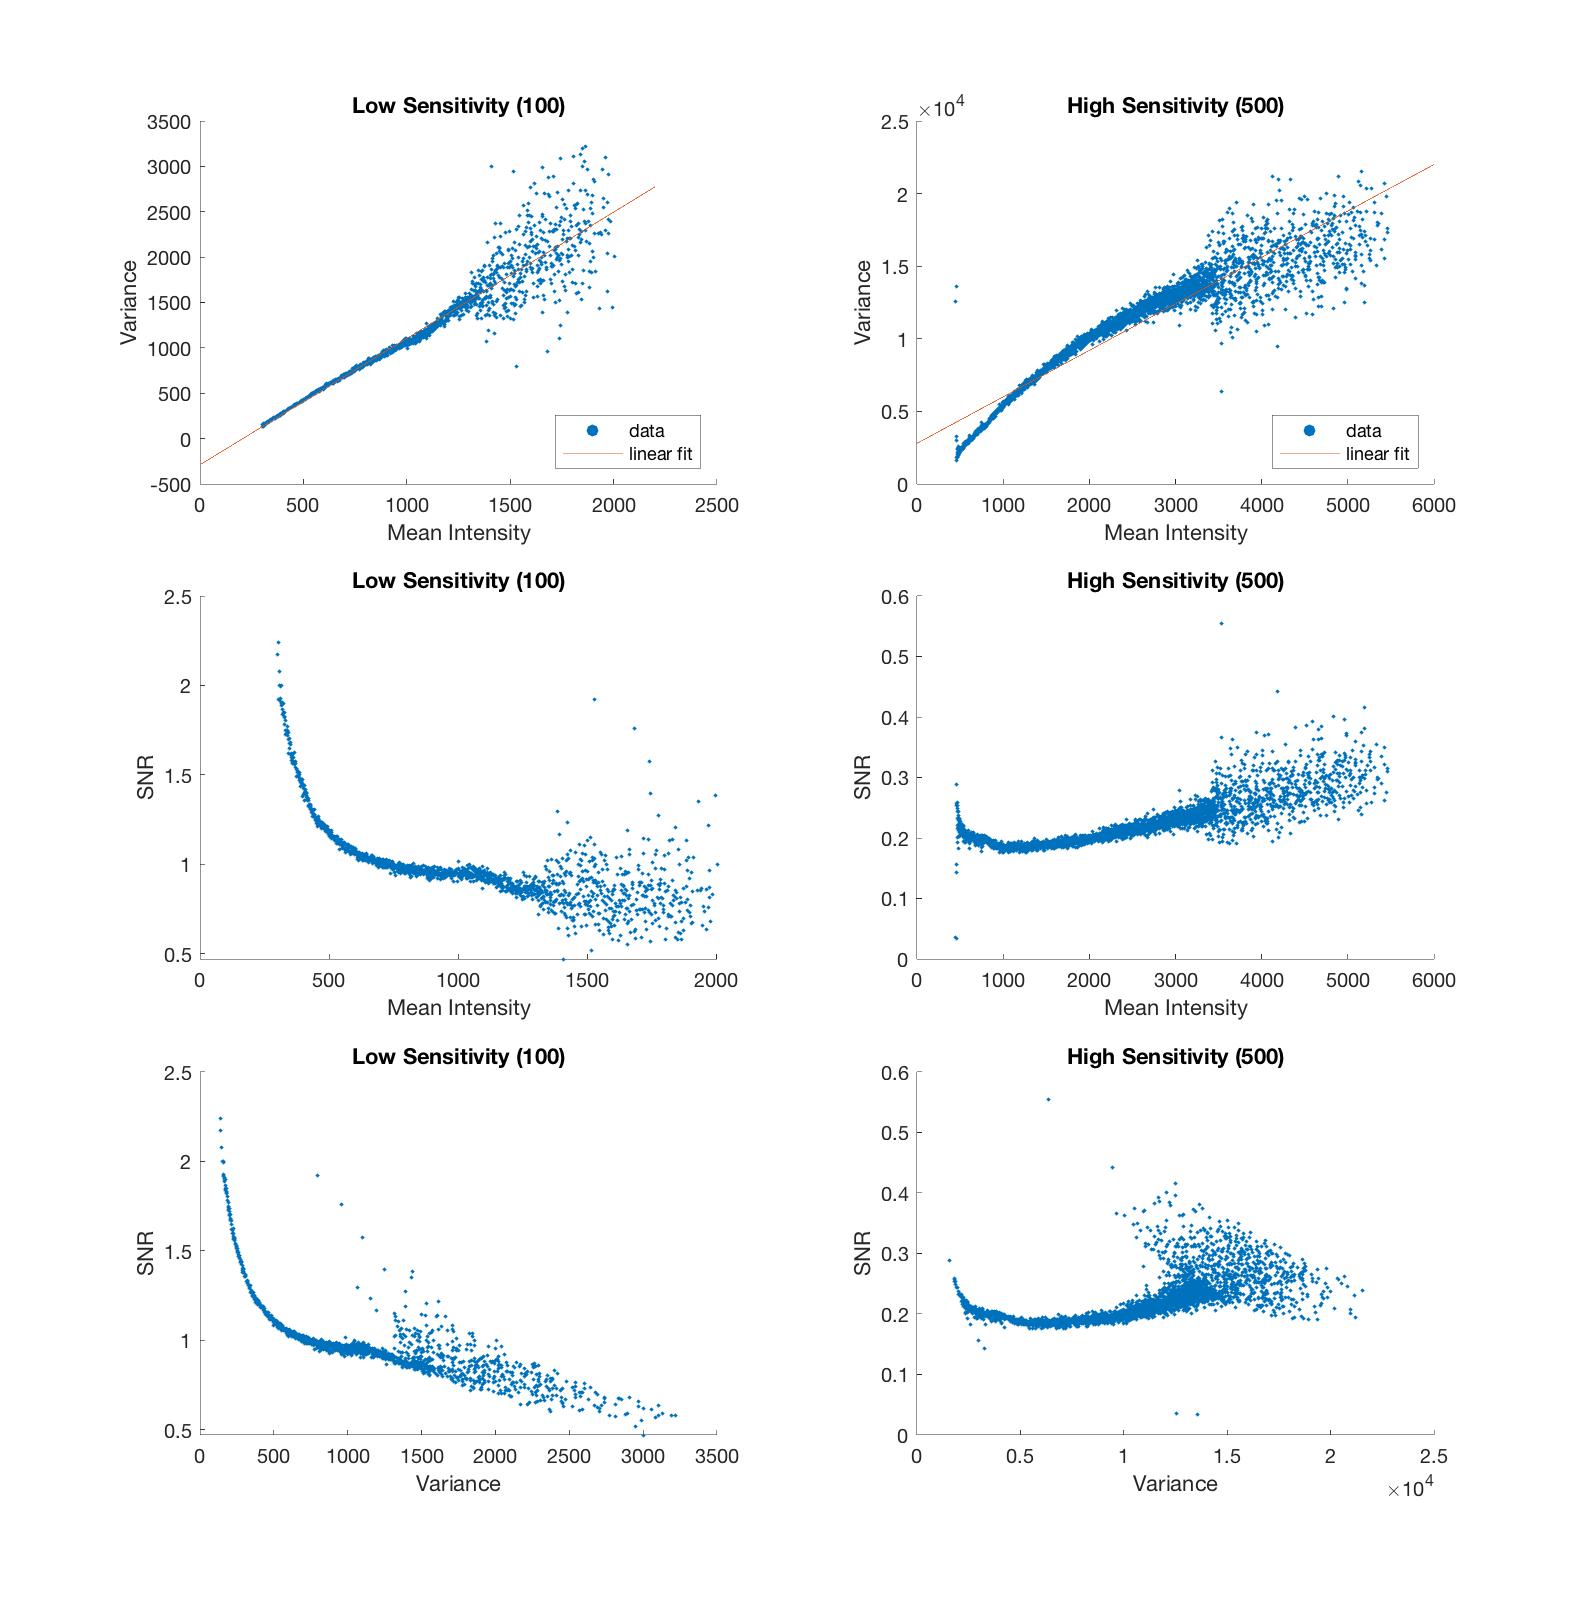 Low Sensitivity (100)
3500
3000
2500
2000
1500
1000
500
0
-500
Variance
data
linear fit
0 500 1000 1500 2000 2500
Mean Intensity
High Sensitivity (500)
×10⁴
2.5
2
1.5
1
0.5
0
Variance
data
linear fit
0 1000 2000 3000 4000 5000 6000
Mean Intensity
Low Sensitivity (100)
2.5
2
1.5
1
0.5
SNR
0 500 1000 1500 2000
Mean Intensity
High Sensitivity (500)
0.6
0.5
0.4
0.3
0.2
0.1
0
SNR
0 1000 2000 3000 4000 5000 6000
Mean Intensity
Low Sensitivity (100)
2.5
2
1.5
1
0.5
SNR
0 500 1000 1500 2000 2500 3000 3500
Variance
High Sensitivity (500)
0.6
0.5
0.4
0.3
0.2
0.1
0
SNR
0 0.5 1 1.5 2 2.5
Variance
×10⁴